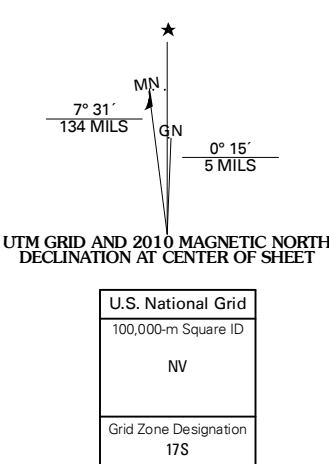 ★
MN
7° 31´
134 MILS
GN
0° 15´
5 MILS
UTM GRID AND 2010 MAGNETIC NORTH
DECLINATION AT CENTER OF SHEET
U.S. National Grid
100,000-m Square ID
NV
Grid Zone Designation
17S